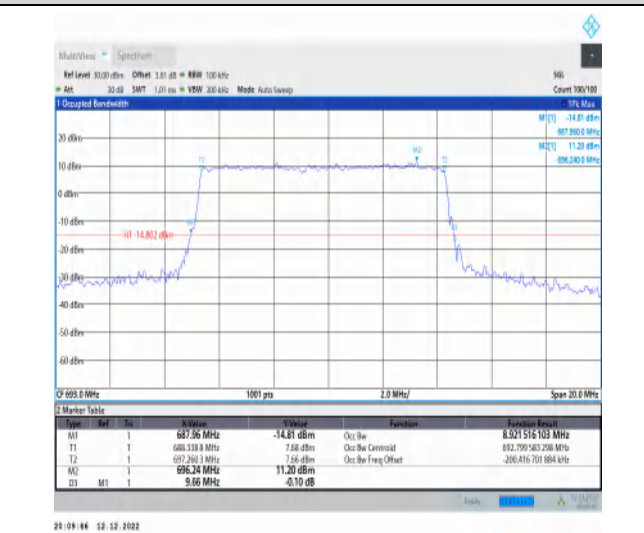 MultiView Spectrum
Ref Level 30.00 dBm Offset 3.81 dB RBW 100 kHz SGL
Att 30 dB SWT 1.01 ms VBW 300 kHz Mode Auto Sweep Count 100/100
1 Occupied Bandwidth 1Pk Max
M1[1] -14.81 dBm
687.9600 MHz
M2[1] 11.20 dBm
696.2400 MHz
20 dBm
M2
T1 T2
10 dBm
0 dBm
-10 dBm
H1 -14.802 dBm
-20 dBm
-30 dBm
-40 dBm
-50 dBm
-60 dBm
CF 693.0 MHz 1001 pts 2.0 MHz/ Span 20.0 MHz
2 Marker Table
Type Ref Trc X-Value Y-Value Function Function Result
M1 1 687.96 MHz -14.81 dBm Occ Bw 8.921 516 103 MHz
T1 1 688.338 8 MHz 7.68 dBm Occ Bw Centroid 692.799 583 298 MHz
T2 1 697.260 3 MHz 7.66 dBm Occ Bw Freq Offset -200.416 701 884 kHz
M2 1 696.24 MHz 11.20 dBm
D3 M1 1 9.66 MHz -0.10 dB
20:09:46 12.12.2022